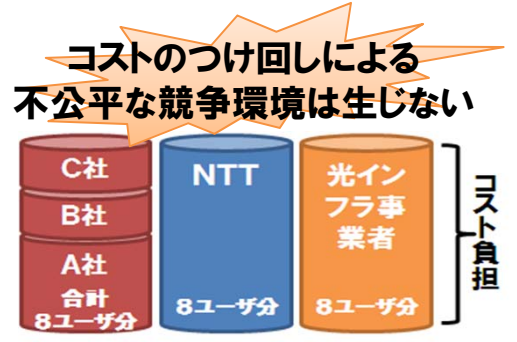 コストのつけ回しによる
不公平な競争環境は生じない
C社
B社
A社
合計
8ユーザ分
NTT
8ユーザ分
光イン
フラ事
業者
8ユーザ分
コスト負担